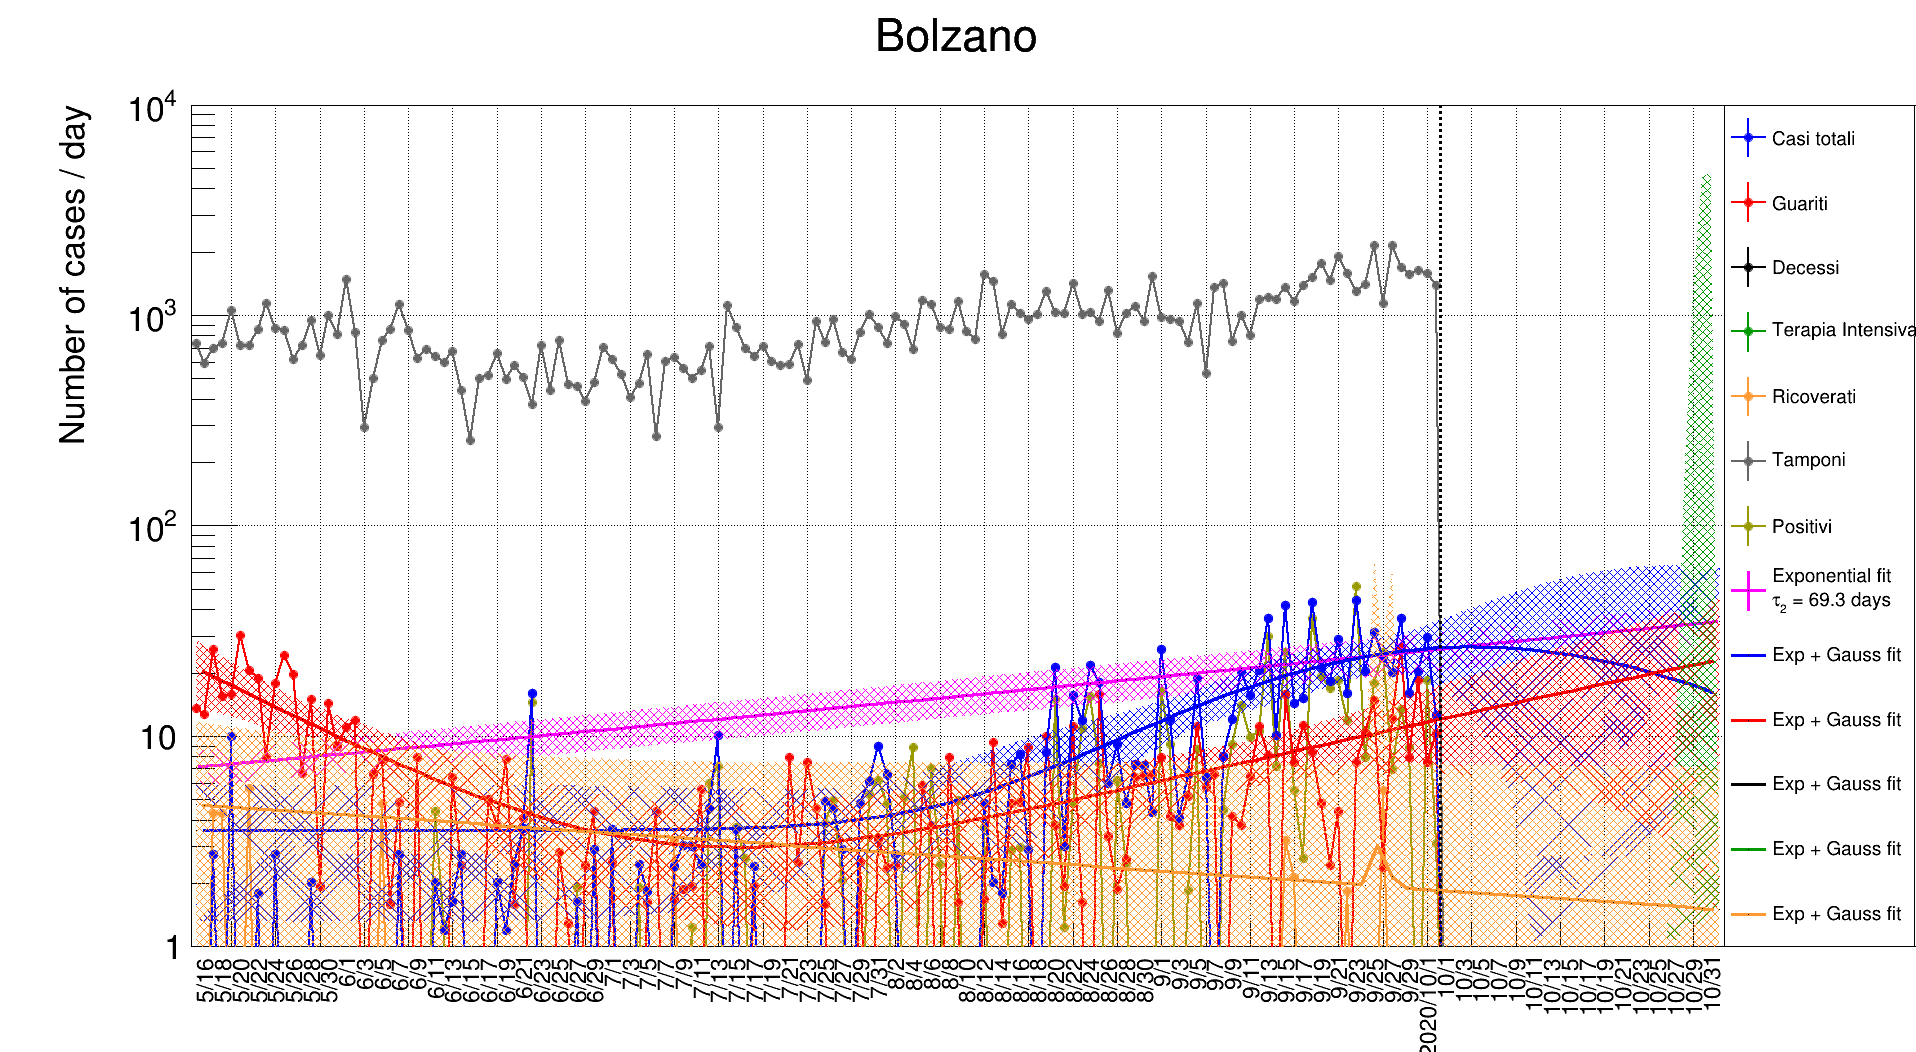 Bolzano
Number of cases / day
10^4
10^3
10^2
10
1
5/16 5/18 5/20 5/22 5/24 5/26 5/28 5/30 6/1 6/3 6/5 6/7 6/9 6/11 6/13 6/15 6/17 6/19 6/21 6/23 6/25 6/27 6/29 7/1 7/3 7/5 7/7 7/9 7/11 7/13 7/15 7/17 7/19 7/21 7/23 7/25 7/27 7/29 7/31 8/2 8/4 8/6 8/8 8/10 8/12 8/14 8/16 8/18 8/20 8/22 8/24 8/26 8/28 8/30 9/1 9/3 9/5 9/7 9/9 9/11 9/13 9/15 9/17 9/19 9/21 9/23 9/25 9/27 9/29 2020/10/1 10/1 10/3 10/5 10/7 10/9 10/11 10/13 10/15 10/17 10/19 10/21 10/23 10/25 10/27 10/29 10/31
Casi totali
Guariti
Decessi
Terapia Intensiva
Ricoverati
Tamponi
Positivi
Exponential fit
τ₂ = 69.3 days
Exp + Gauss fit
Exp + Gauss fit
Exp + Gauss fit
Exp + Gauss fit
Exp + Gauss fit